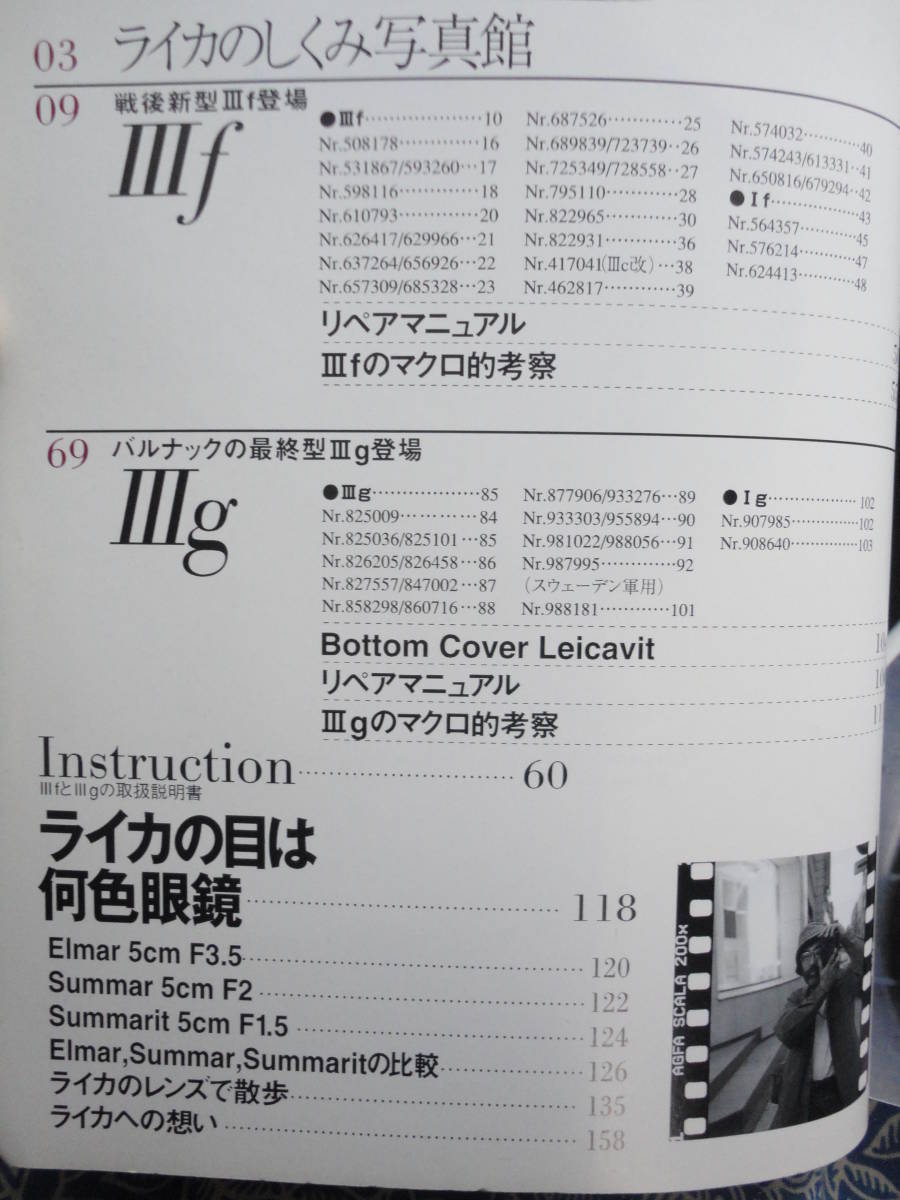 03 ライカのしくみ写真館
09 戦後新型Ⅲf登場
Ⅲf
●Ⅲf…………………10
Nr.508178……………16
Nr.531867/593260…17
Nr.598116……………18
Nr.610793…………20
Nr.626417/629966…21
Nr.637264/656926…22
Nr.657309/685328…23
Nr.687526…………25
Nr.689839/723739‥26
Nr.725349/728558‥27
Nr.795110…………28
Nr.822965…………30
Nr.822931…………36
Nr.417041(Ⅲc改)…38
Nr.462817…………39
Nr.574032…………40
Nr.574243/613331‥41
Nr.650816/679294‥42
●Ⅰf……………43
Nr.564357…………45
Nr.576214…………47
Nr.624413…………48
リペアマニュアル
Ⅲfのマクロ的考察
69 バルナックの最終型Ⅲg登場
Ⅲg
●Ⅲg………………85
Nr.825009…………84
Nr.825036/825101…85
Nr.826205/826458…86
Nr.827557/847002…87
Nr.858298/860716…88
Nr.877906/933276…89
Nr.933303/955894…90
Nr.981022/988056…91
Nr.987995…………92
(スウェーデン軍用)
Nr.988181…………101
●Ⅰg………………102
Nr.907985…………102
Nr.908640…………103
Bottom Cover Leicavit
リペアマニュアル
Ⅲgのマクロ的考察
Instruction……………………60
ⅢfとⅢgの取扱説明書
ライカの目は
何色眼鏡……………………118
Elmar 5cm F3.5……………………120
Summar 5cm F2……………………122
Summarit 5cm F1.5……………………124
Elmar,Summar,Summaritの比較……………126
ライカのレンズで散歩……………………135
ライカへの想い……………………158
AGFA SCALA 200x